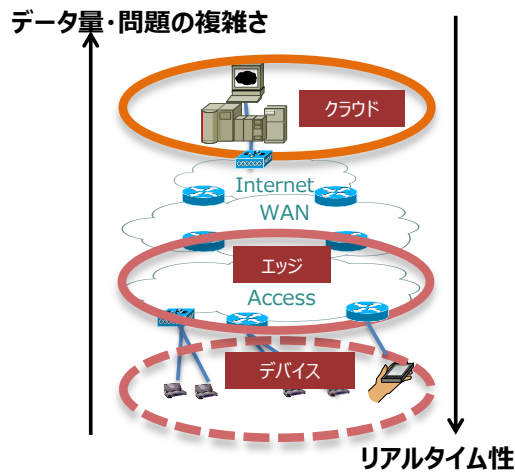 データ量・問題の複雑さ
クラウド
Internet
WAN
エッジ
Access
デバイス
リアルタイム性